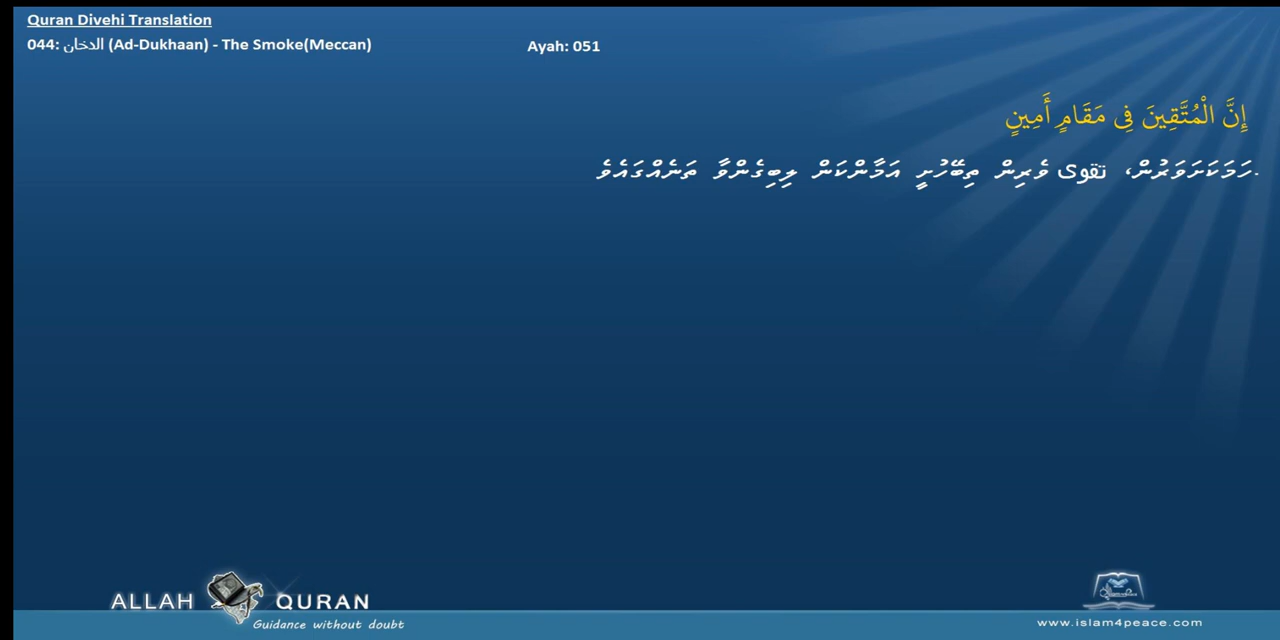 Quran Divehi Translation
044: الدخان (Ad-Dukhaan) - The Smoke(Meccan)
Ayah: 051
إِنَّ الْمُتَّقِينَ فِى مَقَامٍ أَمِينٍ
ހަމަކަށަވަރުން، تقوى ވެރިން ތިބޭހުށީ އަމާންކަން ލިބިގެންވާ ތަނެއްގައެވެ.
ALLAH QURAN
Guidance without doubt
www.islam4peace.com